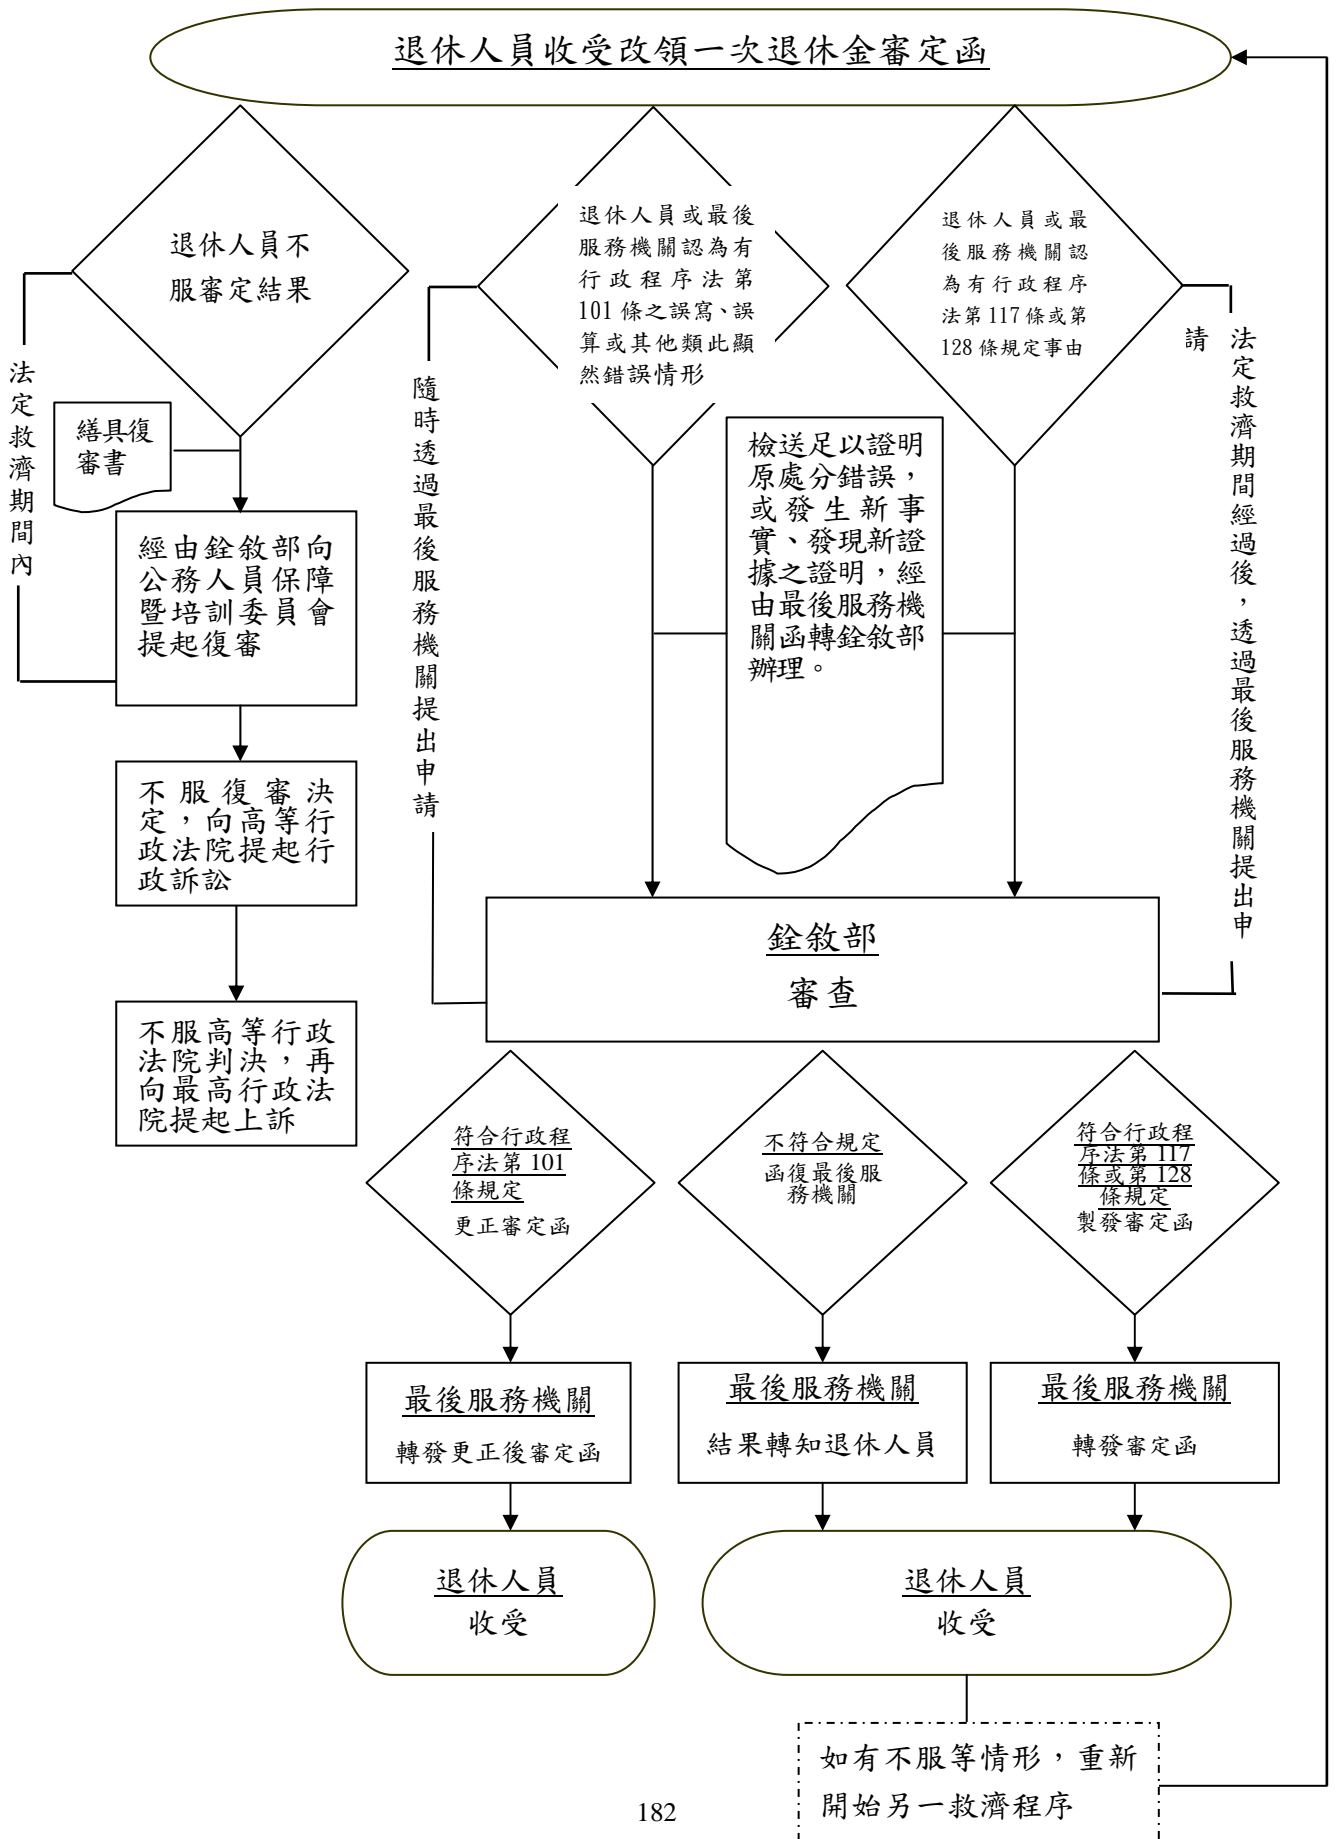 退休人員收受改領一次退休金審定函
退休人員不
服審定結果
法定救濟期間內
繕具復
審書
經由銓敘部向
公務人員保障
暨培訓委員會
提起復審
不服復審決
定，向高等行
政法院提起行
政訴訟
不服高等行政
法院判決，再
向最高行政法
院提起上訴
退休人員或最後
服務機關認為有
行政程序法第
101 條之誤寫、誤
算或其他類此顯
然錯誤情形
隨時透過最後服務機關提出申請
退休人員或最
後服務機關認
為有行政程序
法第 117 條或第
128 條規定事由
法定救濟期間經過後，透過最後服務機關提出申
請
檢送足以證明
原處分錯誤，
或發生新事
實、發現新證
據之證明，經
由最後服務機
關函轉銓敘部
辦理。
銓敘部
審查
符合行政程
序法第 101
條規定
更正審定函
不符合規定
函復最後服
務機關
符合行政程
序法第 117
條或第 128
條規定
製發審定函
最後服務機關
轉發更正後審定函
最後服務機關
結果轉知退休人員
最後服務機關
轉發審定函
退休人員
收受
退休人員
收受
如有不服等情形，重新
開始另一救濟程序
182